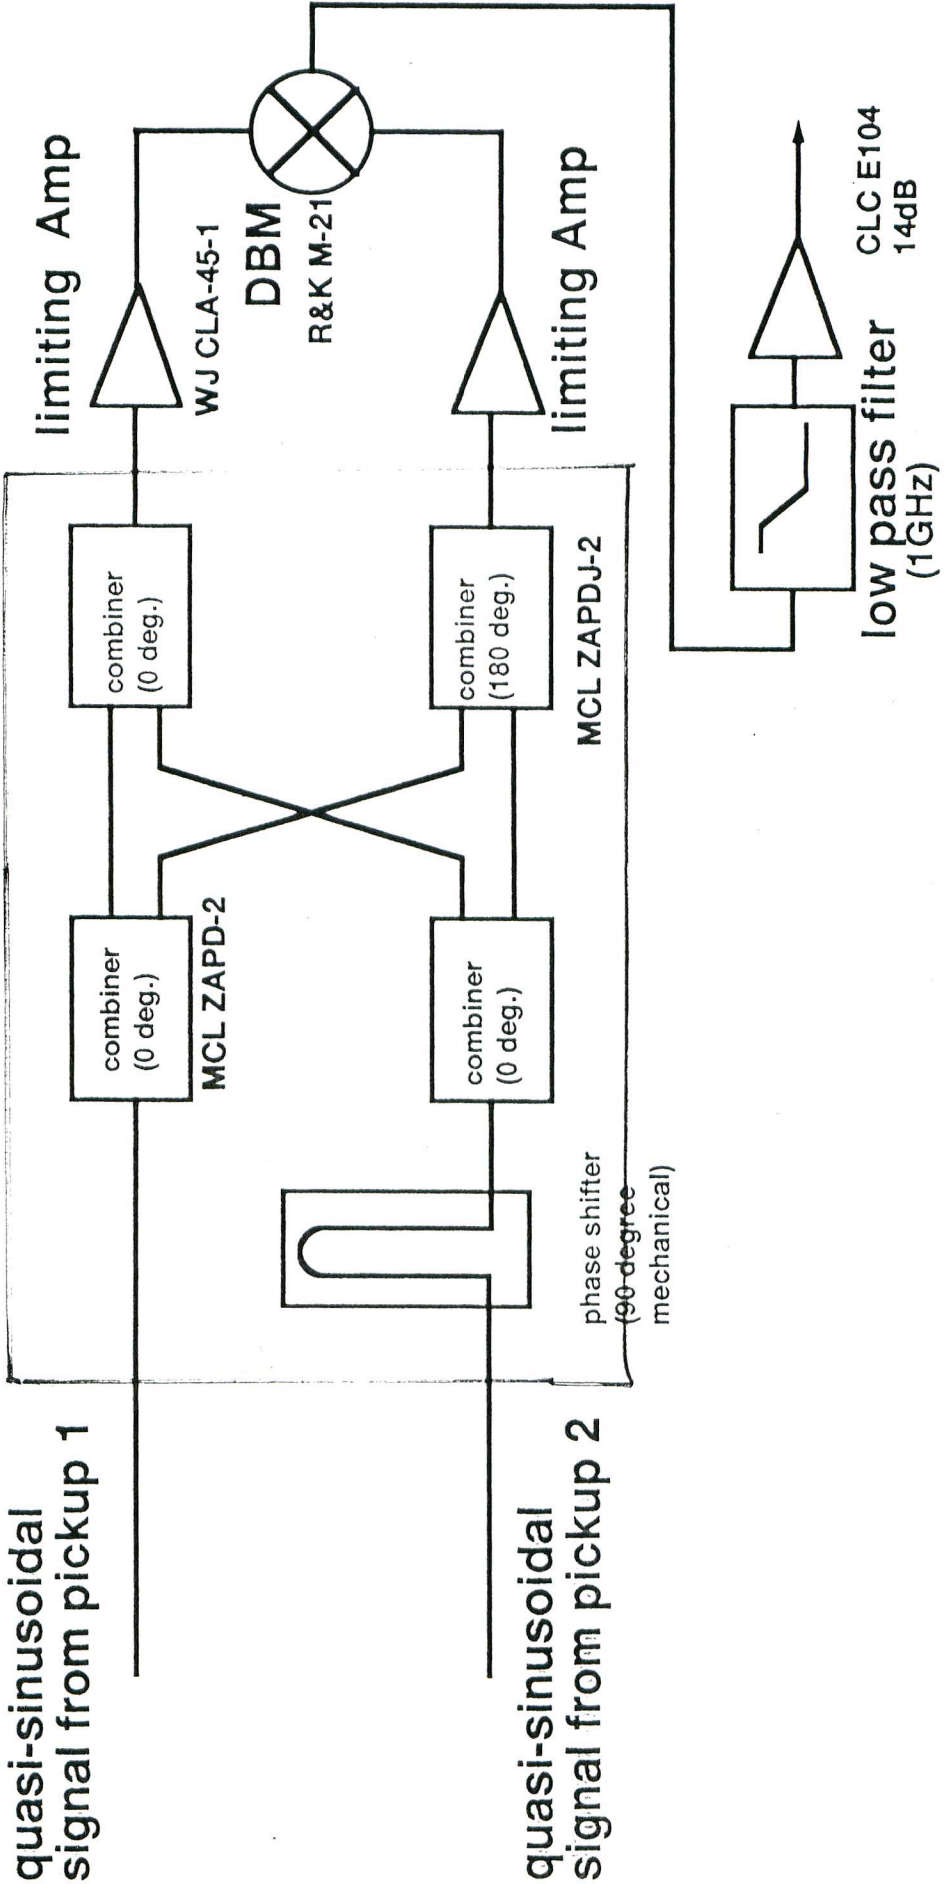 quasi-sinusoidal
signal from pickup 1
combiner
(0 deg.)
MCL ZAPD-2
combiner
(0 deg.)
limiting Amp
WJ CLA-45-1
DBM
R&K M-21
quasi-sinusoidal
signal from pickup 2
phase shifter
(90 degree
mechanical)
combiner
(0 deg.)
combiner
(180 deg.)
MCL ZAPDJ-2
limiting Amp
low pass filter
(1GHz)
CLC E104
14dB